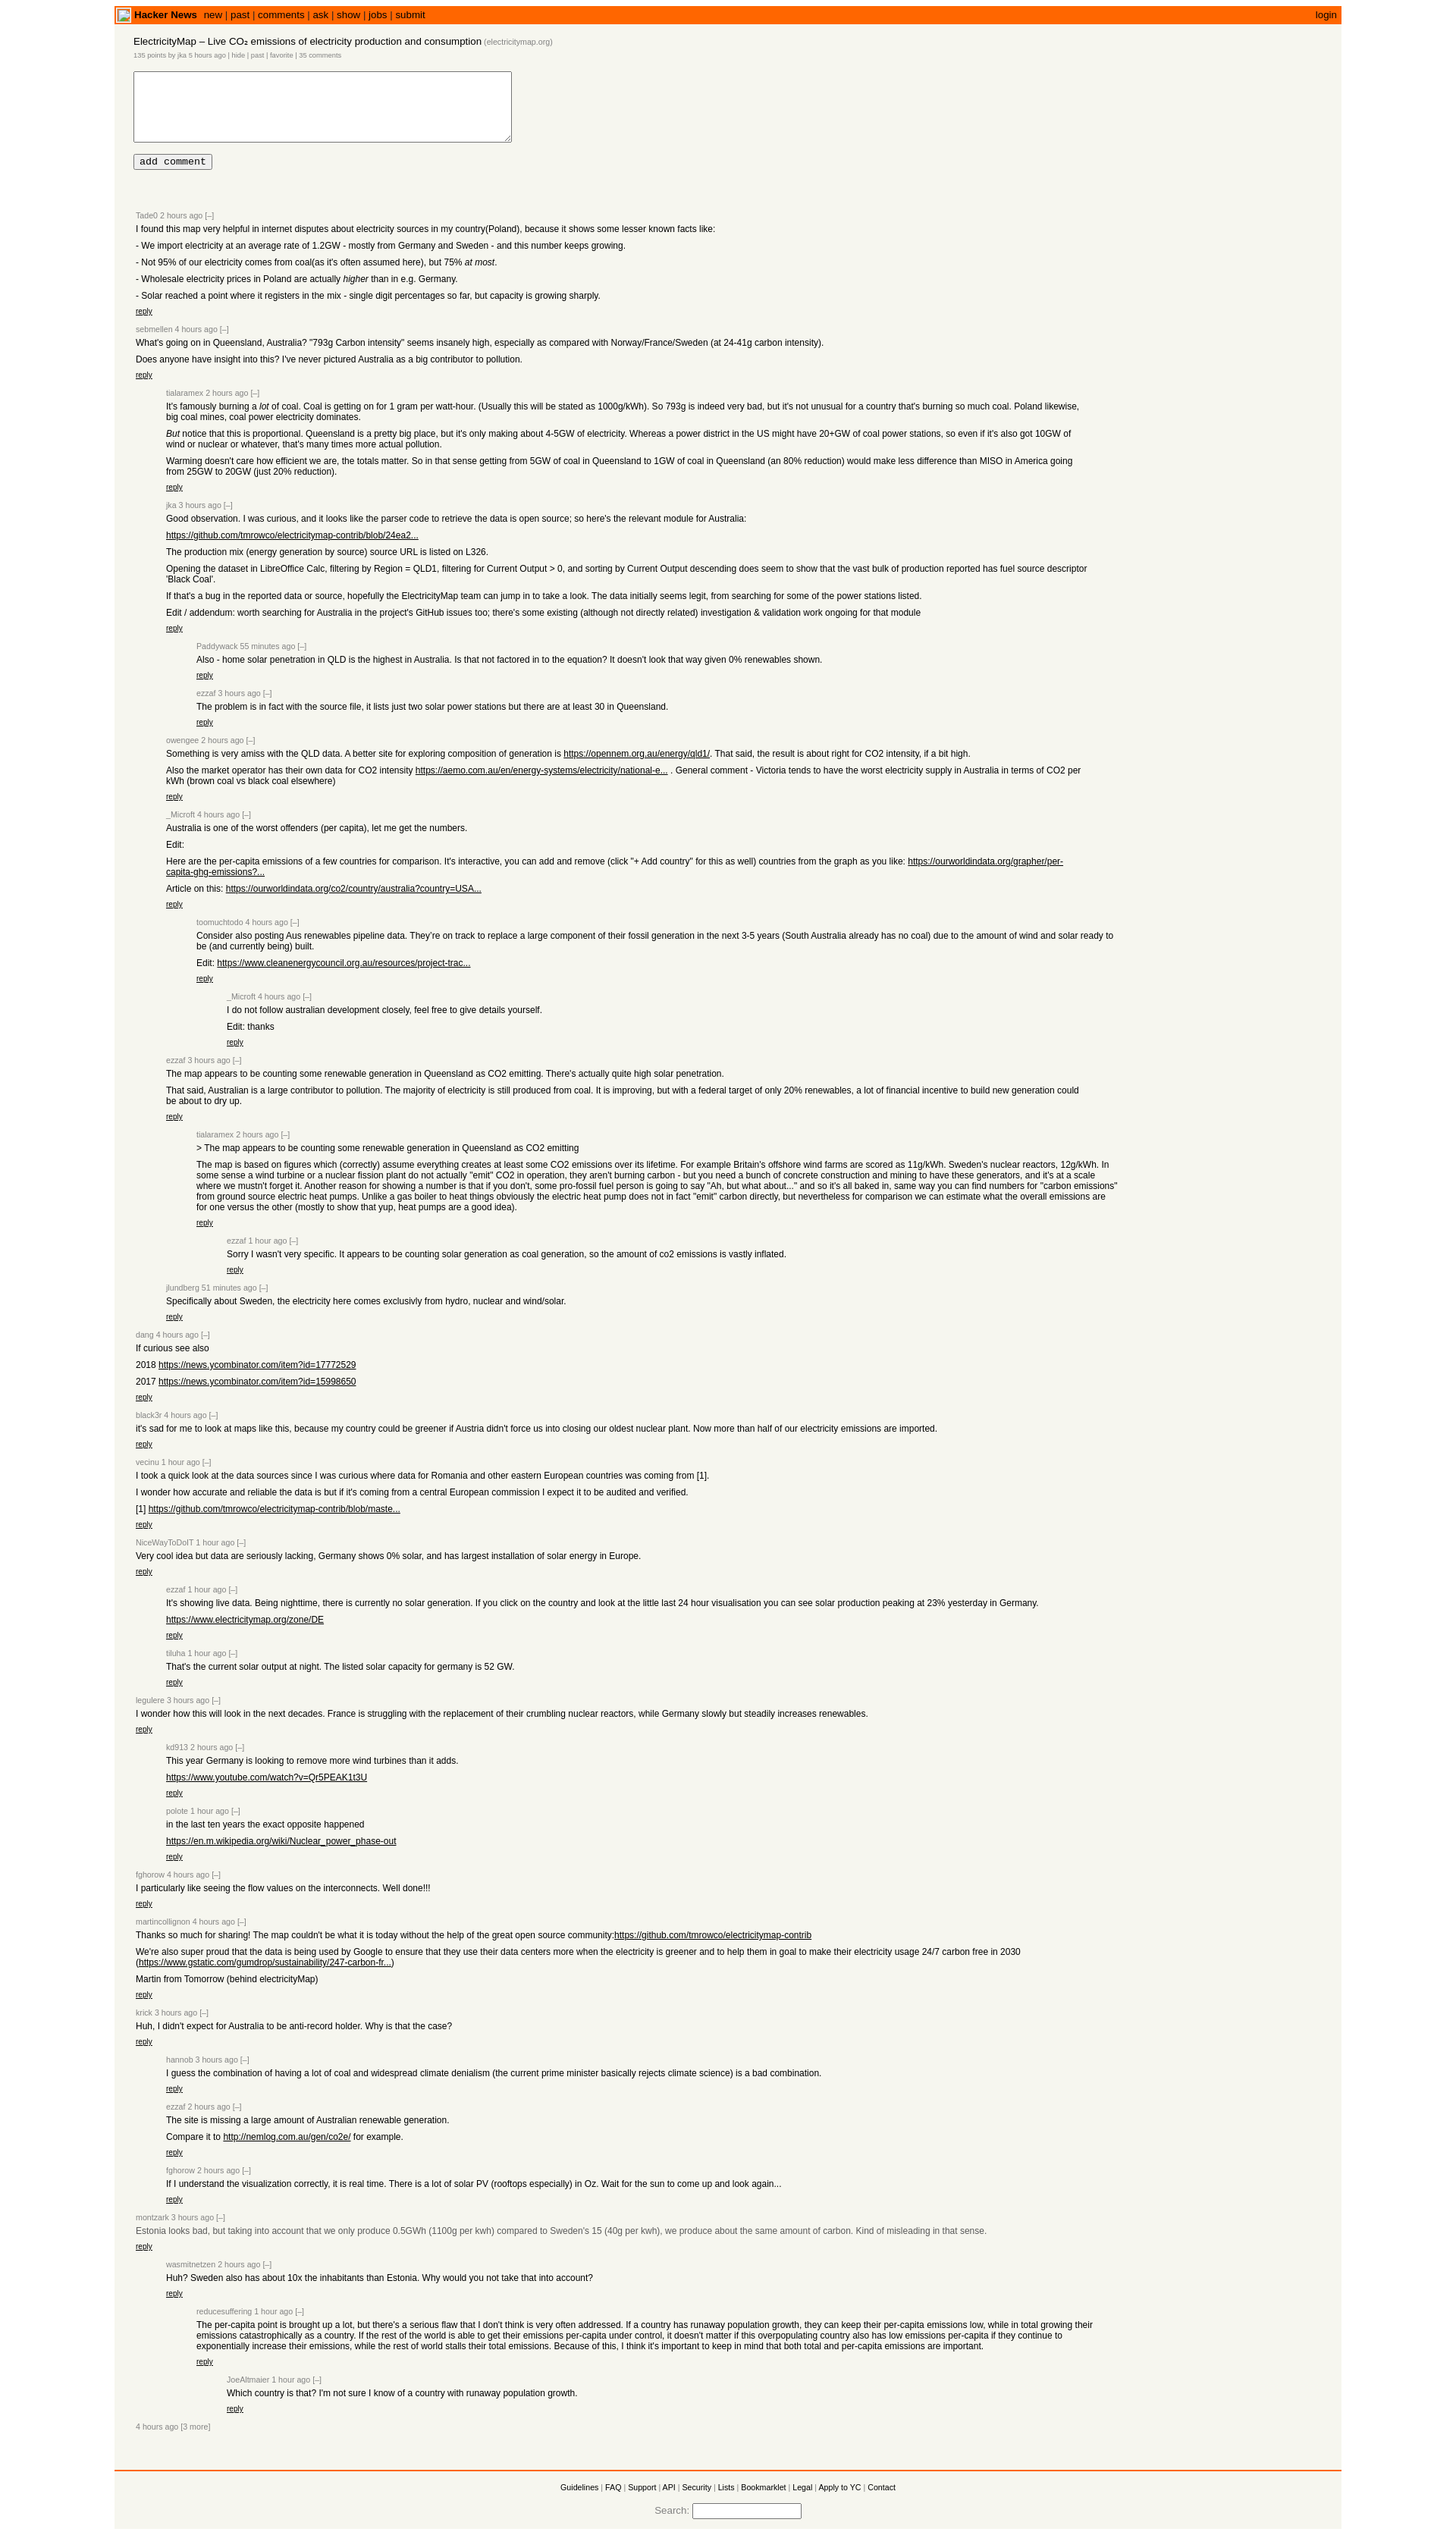 Hacker News new | past | comments | ask | show | jobs | submit login
ElectricityMap – Live CO₂ emissions of electricity production and consumption (electricitymap.org)
135 points by jka 5 hours ago | hide | past | favorite | 35 comments
add comment
Tade0 2 hours ago [–]
I found this map very helpful in internet disputes about electricity sources in my country(Poland), because it shows some lesser known facts like:
- We import electricity at an average rate of 1.2GW - mostly from Germany and Sweden - and this number keeps growing.
- Not 95% of our electricity comes from coal(as it's often assumed here), but 75% at most.
- Wholesale electricity prices in Poland are actually higher than in e.g. Germany.
- Solar reached a point where it registers in the mix - single digit percentages so far, but capacity is growing sharply.
reply
sebmellen 4 hours ago [–]
What's going on in Queensland, Australia? "793g Carbon intensity" seems insanely high, especially as compared with Norway/France/Sweden (at 24-41g carbon intensity).
Does anyone have insight into this? I've never pictured Australia as a big contributor to pollution.
reply
tialaramex 2 hours ago [–]
It's famously burning a lot of coal. Coal is getting on for 1 gram per watt-hour. (Usually this will be stated as 1000g/kWh). So 793g is indeed very bad, but it's not unusual for a country that's burning so much coal. Poland likewise,
big coal mines, coal power electricity dominates.
But notice that this is proportional. Queensland is a pretty big place, but it's only making about 4-5GW of electricity. Whereas a power district in the US might have 20+GW of coal power stations, so even if it's also got 10GW of
wind or nuclear or whatever, that's many times more actual pollution.
Warming doesn't care how efficient we are, the totals matter. So in that sense getting from 5GW of coal in Queensland to 1GW of coal in Queensland (an 80% reduction) would make less difference than MISO in America going
from 25GW to 20GW (just 20% reduction).
reply
jka 3 hours ago [–]
Good observation. I was curious, and it looks like the parser code to retrieve the data is open source; so here's the relevant module for Australia:
https://github.com/tmrowco/electricitymap-contrib/blob/24ea2...
The production mix (energy generation by source) source URL is listed on L326.
Opening the dataset in LibreOffice Calc, filtering by Region = QLD1, filtering for Current Output > 0, and sorting by Current Output descending does seem to show that the vast bulk of production reported has fuel source descriptor
'Black Coal'.
If that's a bug in the reported data or source, hopefully the ElectricityMap team can jump in to take a look. The data initially seems legit, from searching for some of the power stations listed.
Edit / addendum: worth searching for Australia in the project's GitHub issues too; there's some existing (although not directly related) investigation & validation work ongoing for that module
reply
Paddywack 55 minutes ago [–]
Also - home solar penetration in QLD is the highest in Australia. Is that not factored in to the equation? It doesn't look that way given 0% renewables shown.
reply
ezzaf 3 hours ago [–]
The problem is in fact with the source file, it lists just two solar power stations but there are at least 30 in Queensland.
reply
owengee 2 hours ago [–]
Something is very amiss with the QLD data. A better site for exploring composition of generation is https://opennem.org.au/energy/qld1/. That said, the result is about right for CO2 intensity, if a bit high.
Also the market operator has their own data for CO2 intensity https://aemo.com.au/en/energy-systems/electricity/national-e... . General comment - Victoria tends to have the worst electricity supply in Australia in terms of CO2 per
kWh (brown coal vs black coal elsewhere)
reply
_Microft 4 hours ago [–]
Australia is one of the worst offenders (per capita), let me get the numbers.
Edit:
Here are the per-capita emissions of a few countries for comparison. It's interactive, you can add and remove (click "+ Add country" for this as well) countries from the graph as you like: https://ourworldindata.org/grapher/per-
capita-ghg-emissions?...
Article on this: https://ourworldindata.org/co2/country/australia?country=USA...
reply
toomuchtodo 4 hours ago [–]
Consider also posting Aus renewables pipeline data. They're on track to replace a large component of their fossil generation in the next 3-5 years (South Australia already has no coal) due to the amount of wind and solar ready to
be (and currently being) built.
Edit: https://www.cleanenergycouncil.org.au/resources/project-trac...
reply
_Microft 4 hours ago [–]
I do not follow australian development closely, feel free to give details yourself.
Edit: thanks
reply
ezzaf 3 hours ago [–]
The map appears to be counting some renewable generation in Queensland as CO2 emitting. There's actually quite high solar penetration.
That said, Australian is a large contributor to pollution. The majority of electricity is still produced from coal. It is improving, but with a federal target of only 20% renewables, a lot of financial incentive to build new generation could
be about to dry up.
reply
tialaramex 2 hours ago [–]
> The map appears to be counting some renewable generation in Queensland as CO2 emitting
The map is based on figures which (correctly) assume everything creates at least some CO2 emissions over its lifetime. For example Britain's offshore wind farms are scored as 11g/kWh. Sweden's nuclear reactors, 12g/kWh. In
some sense a wind turbine or a nuclear fission plant do not actually "emit" CO2 in operation, they aren't burning carbon - but you need a bunch of concrete construction and mining to have these generators, and it's at a scale
where we mustn't forget it. Another reason for showing a number is that if you don't, some pro-fossil fuel person is going to say "Ah, but what about..." and so it's all baked in, same way you can find numbers for "carbon emissions"
from ground source electric heat pumps. Unlike a gas boiler to heat things obviously the electric heat pump does not in fact "emit" carbon directly, but nevertheless for comparison we can estimate what the overall emissions are
for one versus the other (mostly to show that yup, heat pumps are a good idea).
reply
ezzaf 1 hour ago [–]
Sorry I wasn't very specific. It appears to be counting solar generation as coal generation, so the amount of co2 emissions is vastly inflated.
reply
jlundberg 51 minutes ago [–]
Specifically about Sweden, the electricity here comes exclusivly from hydro, nuclear and wind/solar.
reply
dang 4 hours ago [–]
If curious see also
2018 https://news.ycombinator.com/item?id=17772529
2017 https://news.ycombinator.com/item?id=15998650
reply
black3r 4 hours ago [–]
it's sad for me to look at maps like this, because my country could be greener if Austria didn't force us into closing our oldest nuclear plant. Now more than half of our electricity emissions are imported.
reply
vecinu 1 hour ago [–]
I took a quick look at the data sources since I was curious where data for Romania and other eastern European countries was coming from [1].
I wonder how accurate and reliable the data is but if it's coming from a central European commission I expect it to be audited and verified.
[1] https://github.com/tmrowco/electricitymap-contrib/blob/maste...
reply
NiceWayToDoIT 1 hour ago [–]
Very cool idea but data are seriously lacking, Germany shows 0% solar, and has largest installation of solar energy in Europe.
reply
ezzaf 1 hour ago [–]
It's showing live data. Being nighttime, there is currently no solar generation. If you click on the country and look at the little last 24 hour visualisation you can see solar production peaking at 23% yesterday in Germany.
https://www.electricitymap.org/zone/DE
reply
tiluha 1 hour ago [–]
That's the current solar output at night. The listed solar capacity for germany is 52 GW.
reply
legulere 3 hours ago [–]
I wonder how this will look in the next decades. France is struggling with the replacement of their crumbling nuclear reactors, while Germany slowly but steadily increases renewables.
reply
kd913 2 hours ago [–]
This year Germany is looking to remove more wind turbines than it adds.
https://www.youtube.com/watch?v=Qr5PEAK1t3U
reply
polote 1 hour ago [–]
in the last ten years the exact opposite happened
https://en.m.wikipedia.org/wiki/Nuclear_power_phase-out
reply
fghorow 4 hours ago [–]
I particularly like seeing the flow values on the interconnects. Well done!!!
reply
martincollignon 4 hours ago [–]
Thanks so much for sharing! The map couldn't be what it is today without the help of the great open source community:https://github.com/tmrowco/electricitymap-contrib
We're also super proud that the data is being used by Google to ensure that they use their data centers more when the electricity is greener and to help them in goal to make their electricity usage 24/7 carbon free in 2030
(https://www.gstatic.com/gumdrop/sustainability/247-carbon-fr...)
Martin from Tomorrow (behind electricityMap)
reply
krick 3 hours ago [–]
Huh, I didn't expect for Australia to be anti-record holder. Why is that the case?
reply
hannob 3 hours ago [–]
I guess the combination of having a lot of coal and widespread climate denialism (the current prime minister basically rejects climate science) is a bad combination.
reply
ezzaf 2 hours ago [–]
The site is missing a large amount of Australian renewable generation.
Compare it to http://nemlog.com.au/gen/co2e/ for example.
reply
fghorow 2 hours ago [–]
If I understand the visualization correctly, it is real time. There is a lot of solar PV (rooftops especially) in Oz. Wait for the sun to come up and look again...
reply
montzark 3 hours ago [–]
Estonia looks bad, but taking into account that we only produce 0.5GWh (1100g per kwh) compared to Sweden's 15 (40g per kwh), we produce about the same amount of carbon. Kind of misleading in that sense.
reply
wasmitnetzen 2 hours ago [–]
Huh? Sweden also has about 10x the inhabitants than Estonia. Why would you not take that into account?
reply
reducesuffering 1 hour ago [–]
The per-capita point is brought up a lot, but there's a serious flaw that I don't think is very often addressed. If a country has runaway population growth, they can keep their per-capita emissions low, while in total growing their
emissions catastrophically as a country. If the rest of the world is able to get their emissions per-capita under control, it doesn't matter if this overpopulating country also has low emissions per-capita if they continue to
exponentially increase their emissions, while the rest of world stalls their total emissions. Because of this, I think it's important to keep in mind that both total and per-capita emissions are important.
reply
JoeAltmaier 1 hour ago [–]
Which country is that? I'm not sure I know of a country with runaway population growth.
reply
4 hours ago [3 more]
Guidelines | FAQ | Support | API | Security | Lists | Bookmarklet | Legal | Apply to YC | Contact
Search: